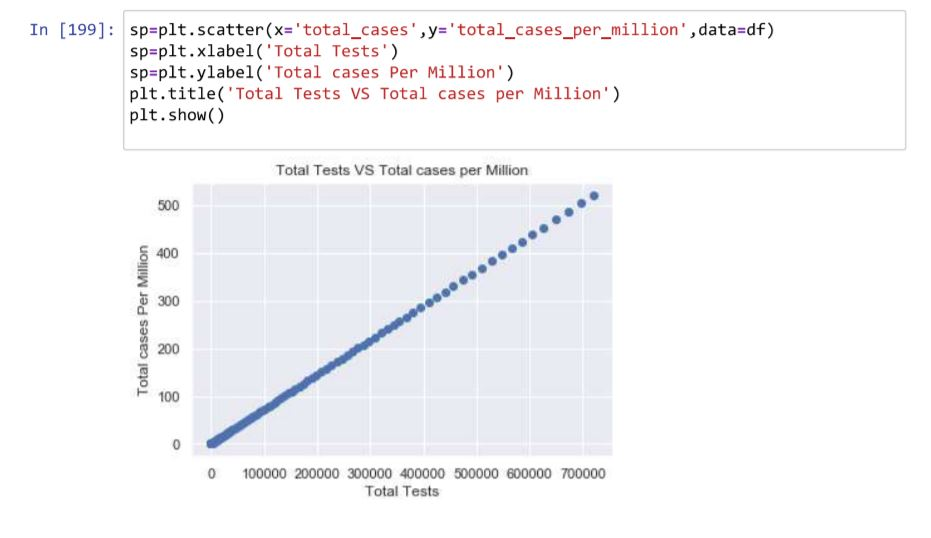 In [199]: sp=plt.scatter(x='total_cases',y='total_cases_per_million',data=df)
sp=plt.xlabel('Total Tests')
sp=plt.ylabel('Total cases Per Million')
plt.title('Total Tests VS Total cases per Million')
plt.show()
Total Tests VS Total cases per Million
Total cases Per Million
500
400
300
200
100
0
0 100000 200000 300000 400000 500000 600000 700000
Total Tests